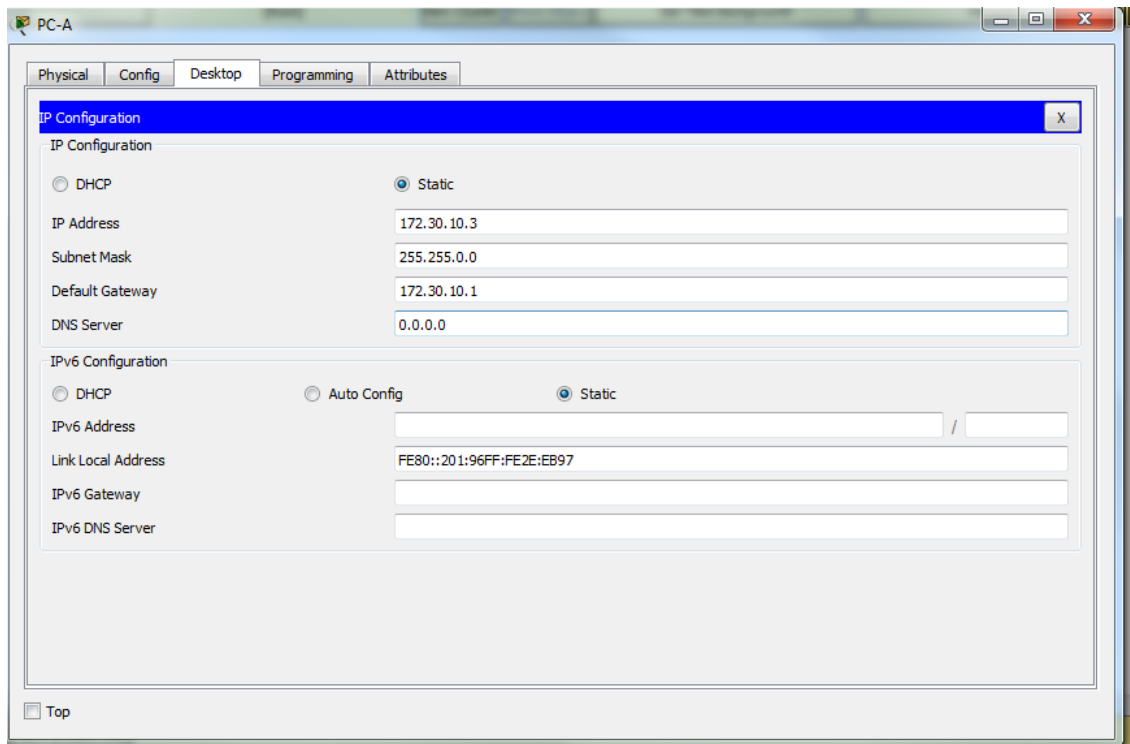 PC-A
Physical Config Desktop Programming Attributes
IP Configuration X
IP Configuration
DHCP Static
IP Address 172.30.10.3
Subnet Mask 255.255.0.0
Default Gateway 172.30.10.1
DNS Server 0.0.0.0
IPv6 Configuration
DHCP Auto Config Static
IPv6 Address /
Link Local Address FE80::201:96FF:FE2E:EB97
IPv6 Gateway
IPv6 DNS Server
Top